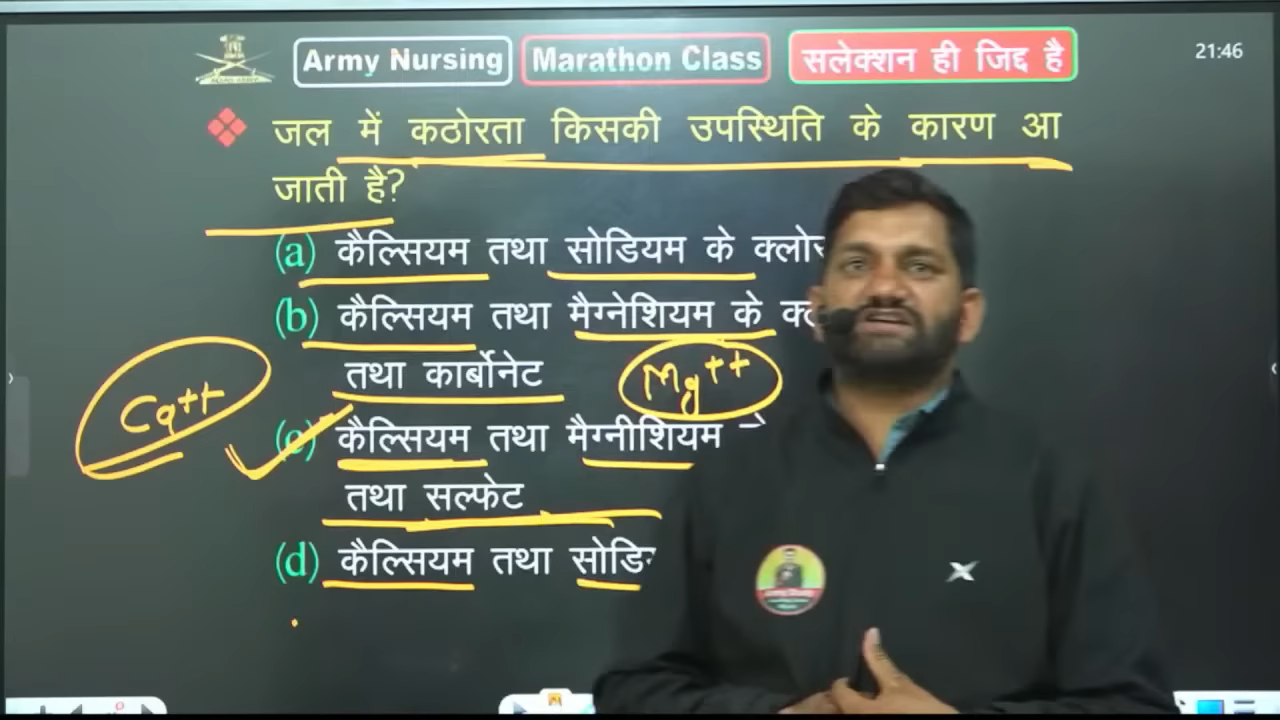 Army Nursing Marathon Class सलेक्शन ही जिद्द है
21:46
जल में कठोरता किसकी उपस्थिति के कारण आ
जाती है?
(a) कैल्सियम तथा सोडियम के
(b) कैल्सियम तथा मैग्नेशियम के
तथा कार्बोनेट
Mg++
Ca++
(c) कैल्सियम तथा मैग्नीशियम
तथा सल्फेट
(d) कैल्सियम तथा